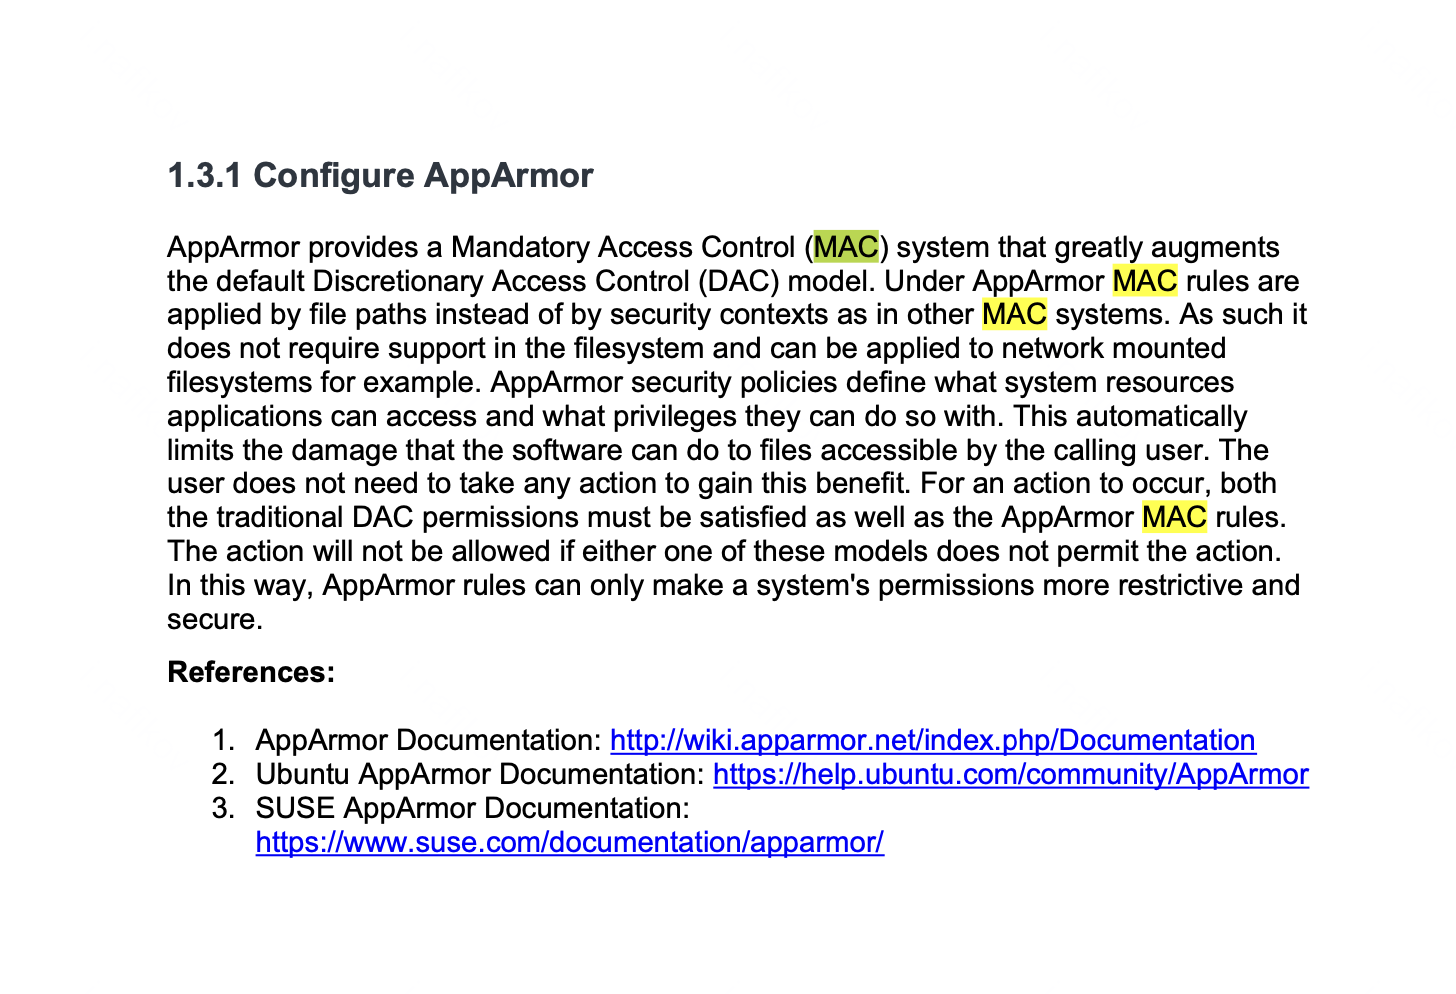 1.3.1 Configure AppArmor
AppArmor provides a Mandatory Access Control (MAC) system that greatly augments
the default Discretionary Access Control (DAC) model. Under AppArmor MAC rules are
applied by file paths instead of by security contexts as in other MAC systems. As such it
does not require support in the filesystem and can be applied to network mounted
filesystems for example. AppArmor security policies define what system resources
applications can access and what privileges they can do so with. This automatically
limits the damage that the software can do to files accessible by the calling user. The
user does not need to take any action to gain this benefit. For an action to occur, both
the traditional DAC permissions must be satisfied as well as the AppArmor MAC rules.
The action will not be allowed if either one of these models does not permit the action.
In this way, AppArmor rules can only make a system's permissions more restrictive and
secure.
References:
1. AppArmor Documentation: http://wiki.apparmor.net/index.php/Documentation
2. Ubuntu AppArmor Documentation: https://help.ubuntu.com/community/AppArmor
3. SUSE AppArmor Documentation:
https://www.suse.com/documentation/apparmor/